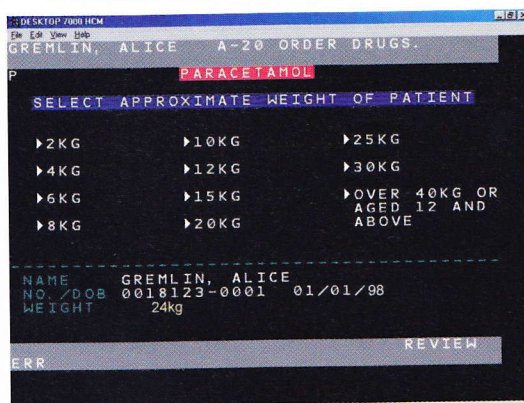 DESKTOP 7000 HCM
File Edit View Help
GREMLIN, ALICE A-20 ORDER DRUGS.
P PARACETAMOL
SELECT APPROXIMATE WEIGHT OF PATIENT
2KG 10KG 25KG
4KG 12KG 30KG
6KG 15KG OVER 40KG OR
AGED 12 AND
8KG 20KG ABOVE
NAME GREMLIN, ALICE
NO./DOB 0018123-0001 01/01/98
WEIGHT 24kg
REVIEW
ERR